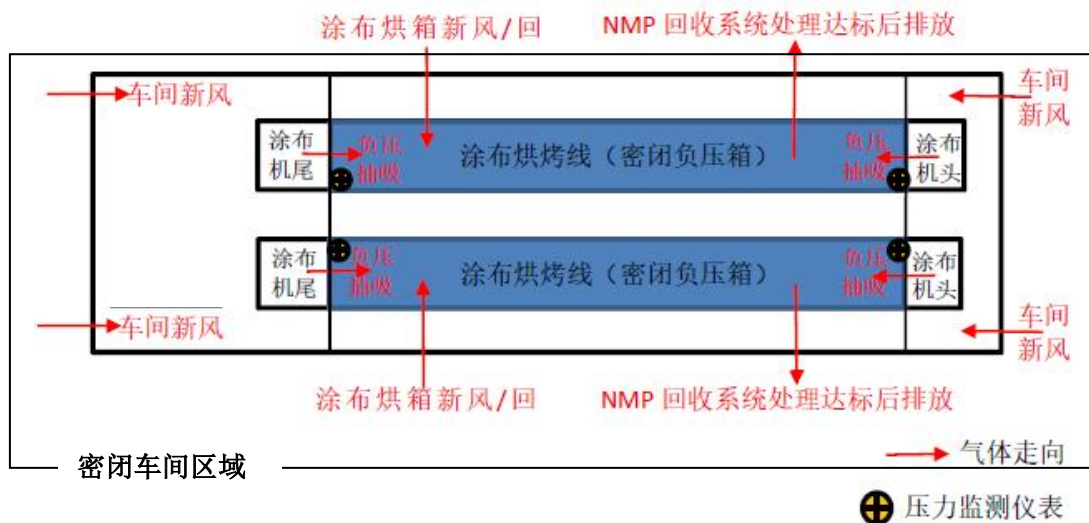 涂布烘箱新风/回
NMP 回收系统处理达标后排放
车间新风
车间
新风
涂布
机尾
负压
抽吸
涂布烘烤线（密闭负压箱）
负压
抽吸
涂布
机头
涂布
机尾
负压
抽吸
涂布烘烤线（密闭负压箱）
负压
抽吸
涂布
机头
车间新风
车间
新风
涂布烘箱新风/回
NMP 回收系统处理达标后排放
密闭车间区域
气体走向
压力监测仪表